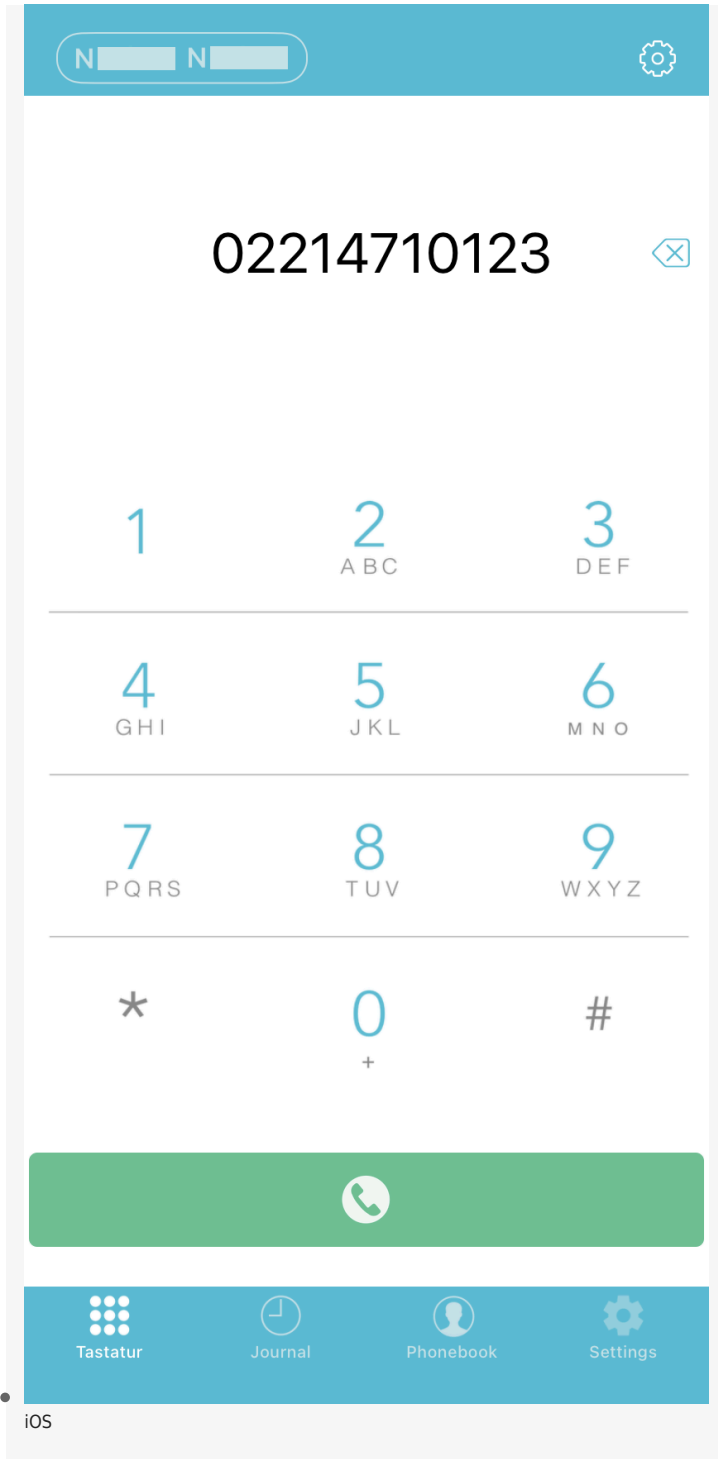 N N
02214710123
1 2 3
ABC DEF
4 5 6
GHI JKL MNO
7 8 9
PQRS TUV WXYZ
* 0 #
+
Tastatur Journal Phonebook Settings
iOS